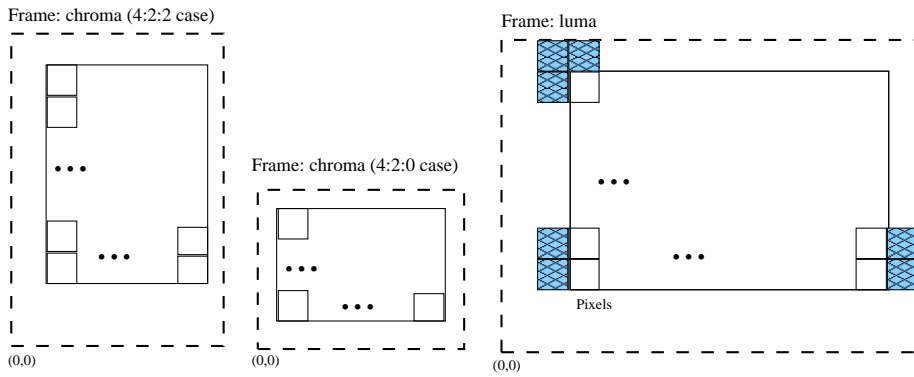 Frame: chroma (4:2:2 case)
Frame: luma
Frame: chroma (4:2:0 case)
Pixels
(0,0)
(0,0)
(0,0)